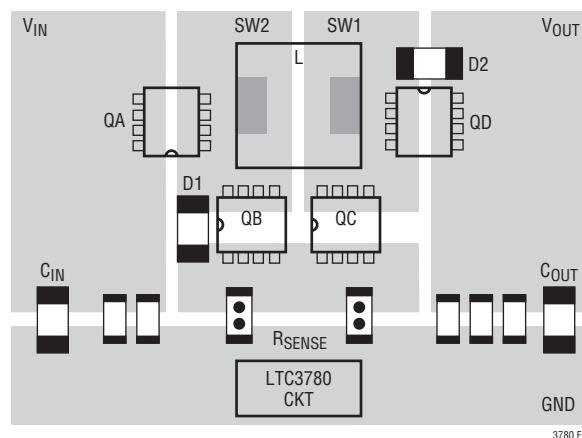 VIN SW2 SW1 VOUT
L
D2
QA QD
D1
QB QC
CIN COUT
RSENSE
LTC3780
CKT
GND
3780 F